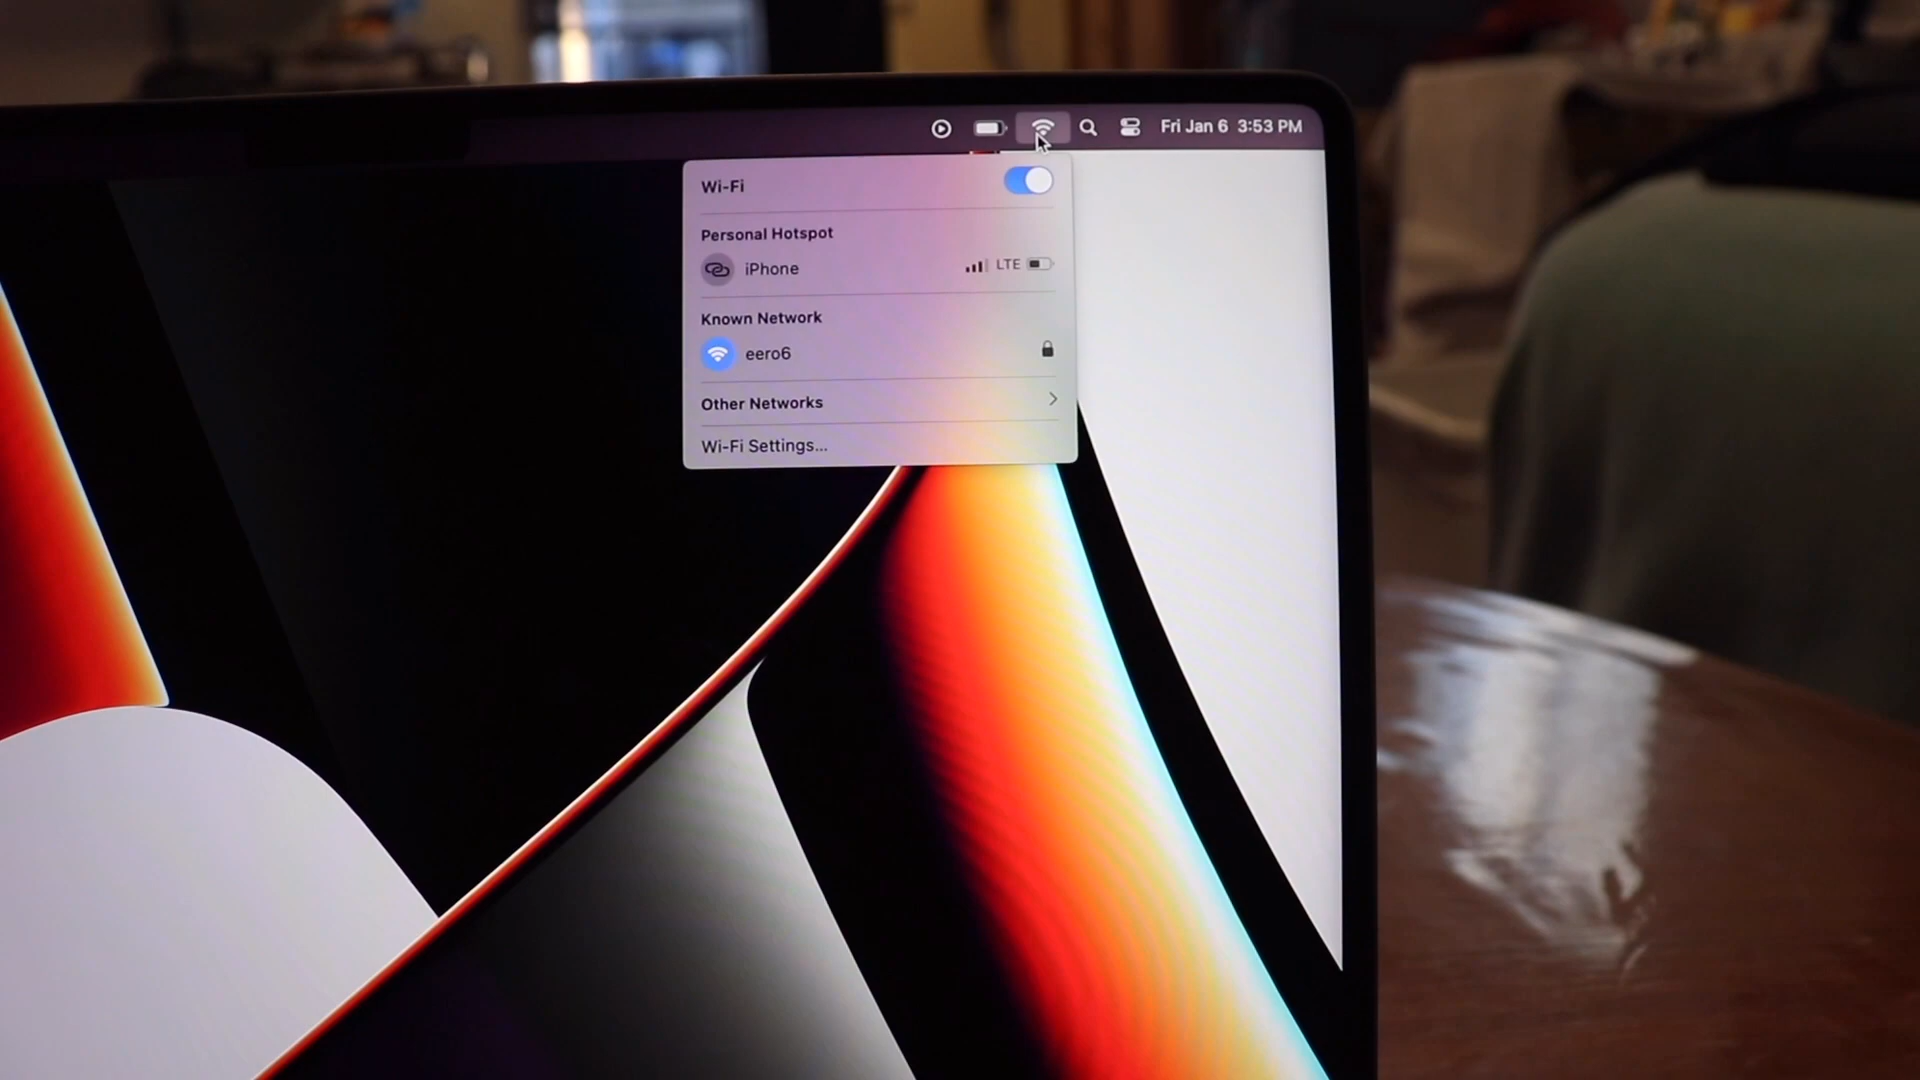 Fri Jan 6 3:53 PM
Wi-Fi
Personal Hotspot
iPhone LTE
Known Network
eero6
Other Networks
Wi-Fi Settings...